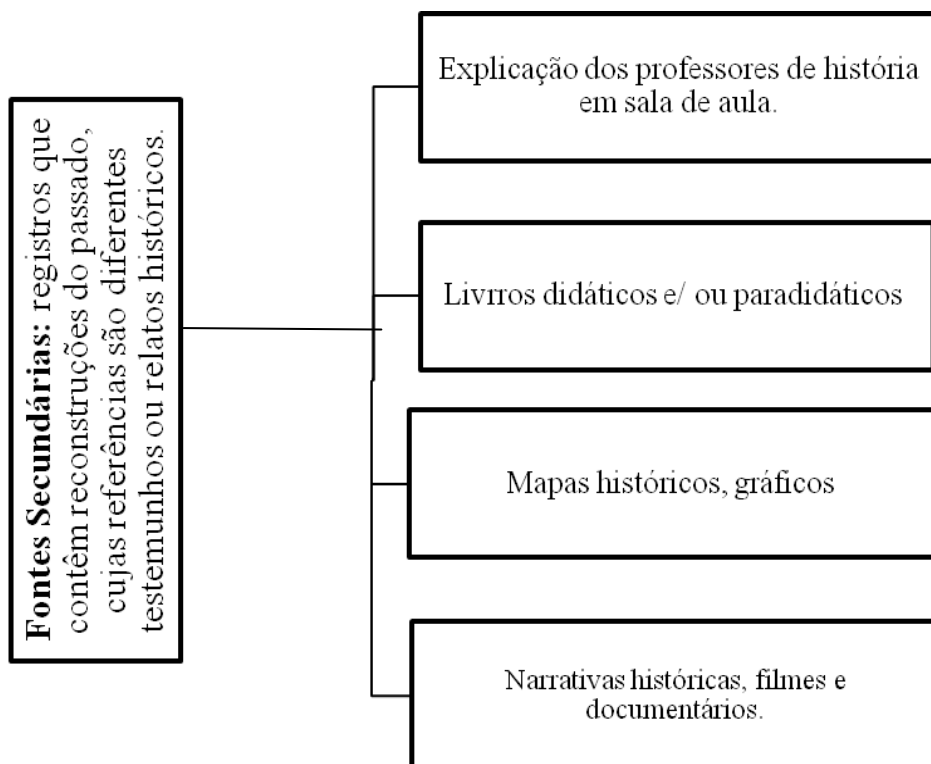 Fontes Secundárias: registros que
contêm reconstruções do passado,
cujas referências são diferentes
testemunhos ou relatos históricos.
Explicação dos professores de história
em sala de aula.
Livrros didáticos e/ ou paradidáticos
Mapas históricos, gráficos
Narrativas históricas, filmes e
documentários.